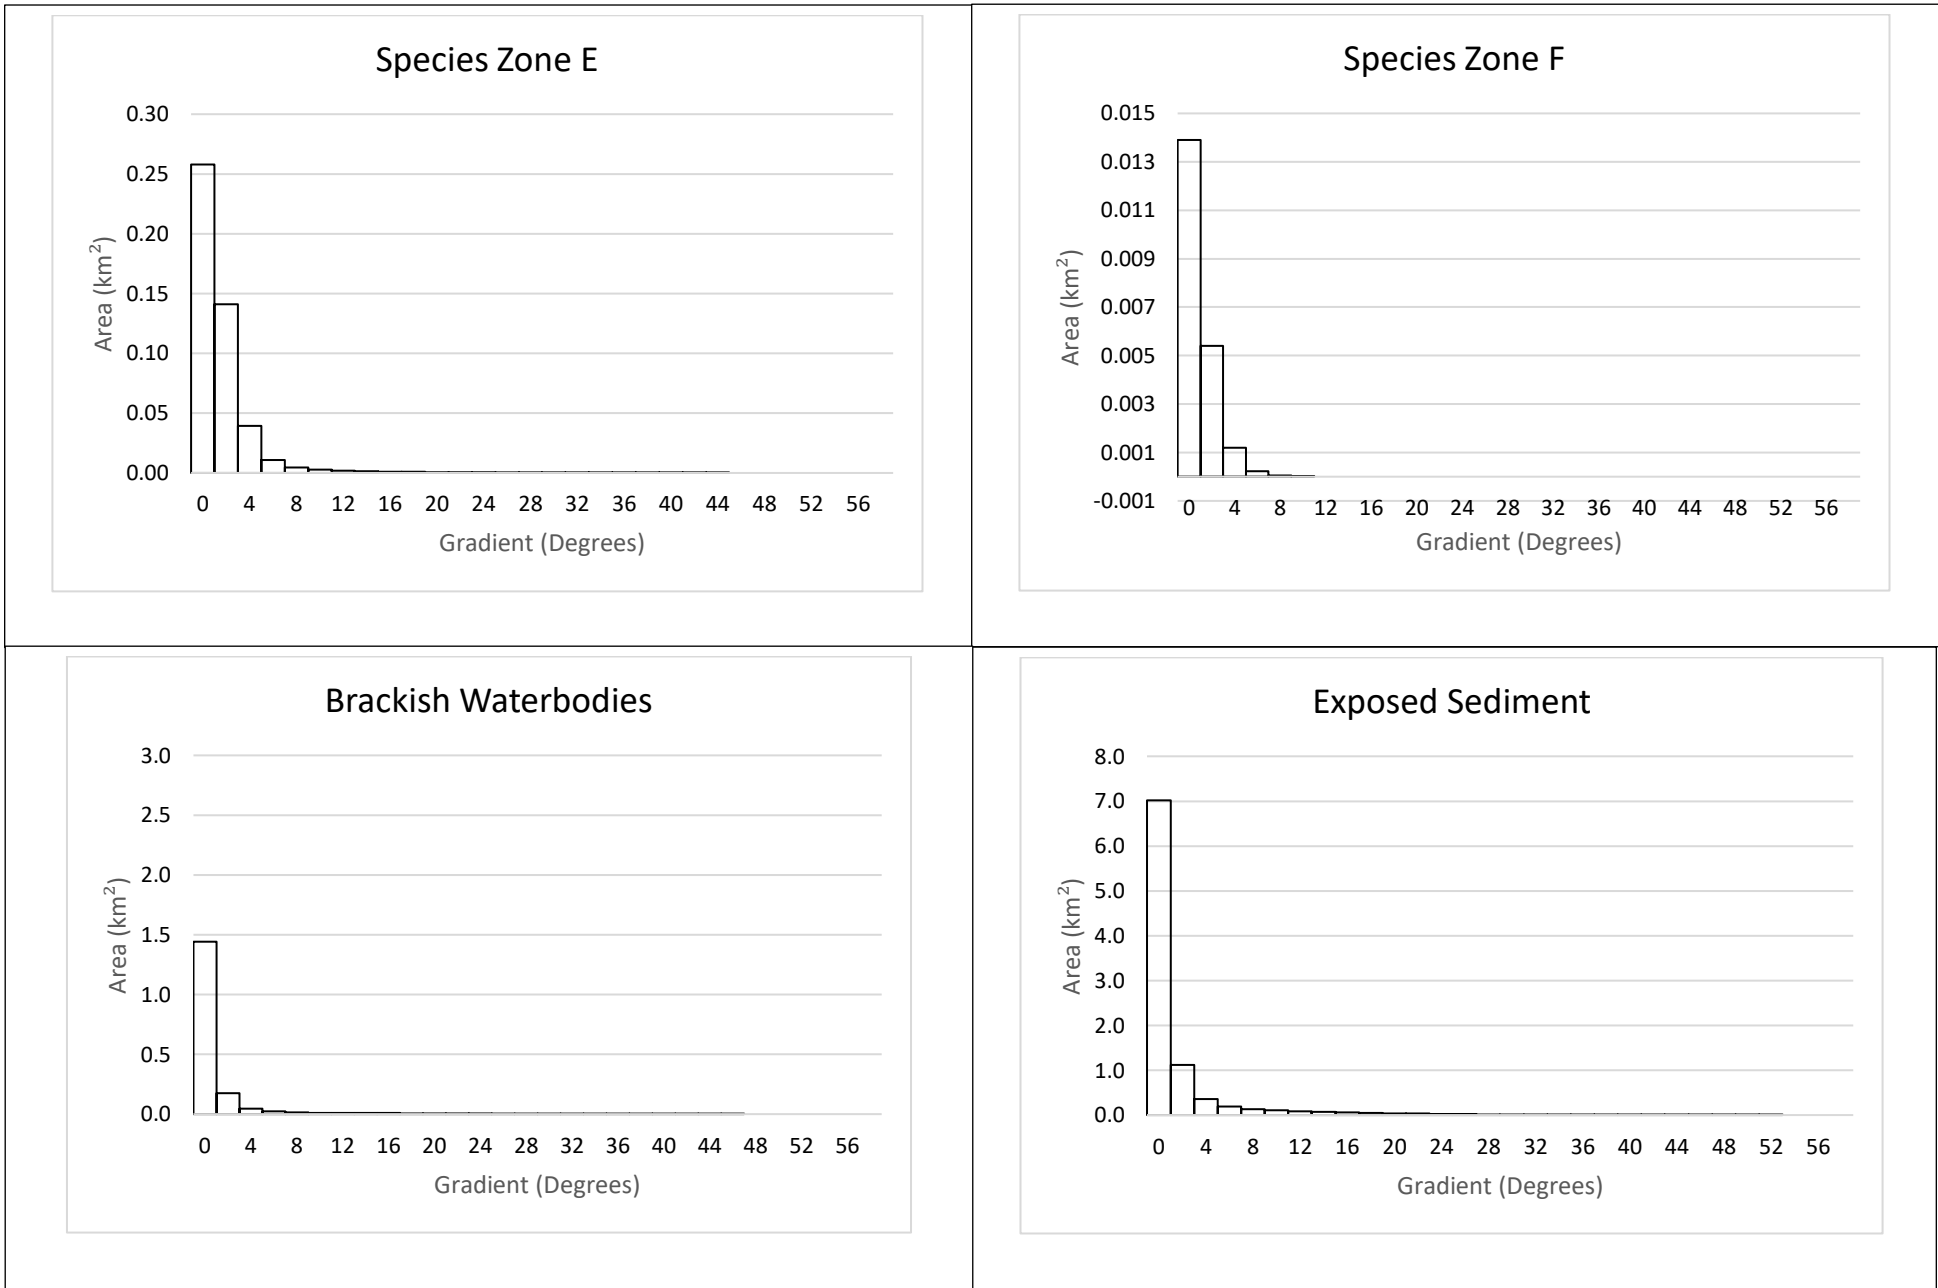 Species Zone E
0.30
0.25
0.20
0.15
0.10
0.05
0.00
Area (km²)
0 4 8 12 16 20 24 28 32 36 40 44 48 52 56
Gradient (Degrees)
Species Zone F
0.015
0.013
0.011
0.009
0.007
0.005
0.003
0.001
-0.001
Area (km²)
0 4 8 12 16 20 24 28 32 36 40 44 48 52 56
Gradient (Degrees)
Brackish Waterbodies
3.0
2.5
2.0
1.5
1.0
0.5
0.0
Area (km²)
0 4 8 12 16 20 24 28 32 36 40 44 48 52 56
Gradient (Degrees)
Exposed Sediment
8.0
7.0
6.0
5.0
4.0
3.0
2.0
1.0
0.0
Area (km²)
0 4 8 12 16 20 24 28 32 36 40 44 48 52 56
Gradient (Degrees)